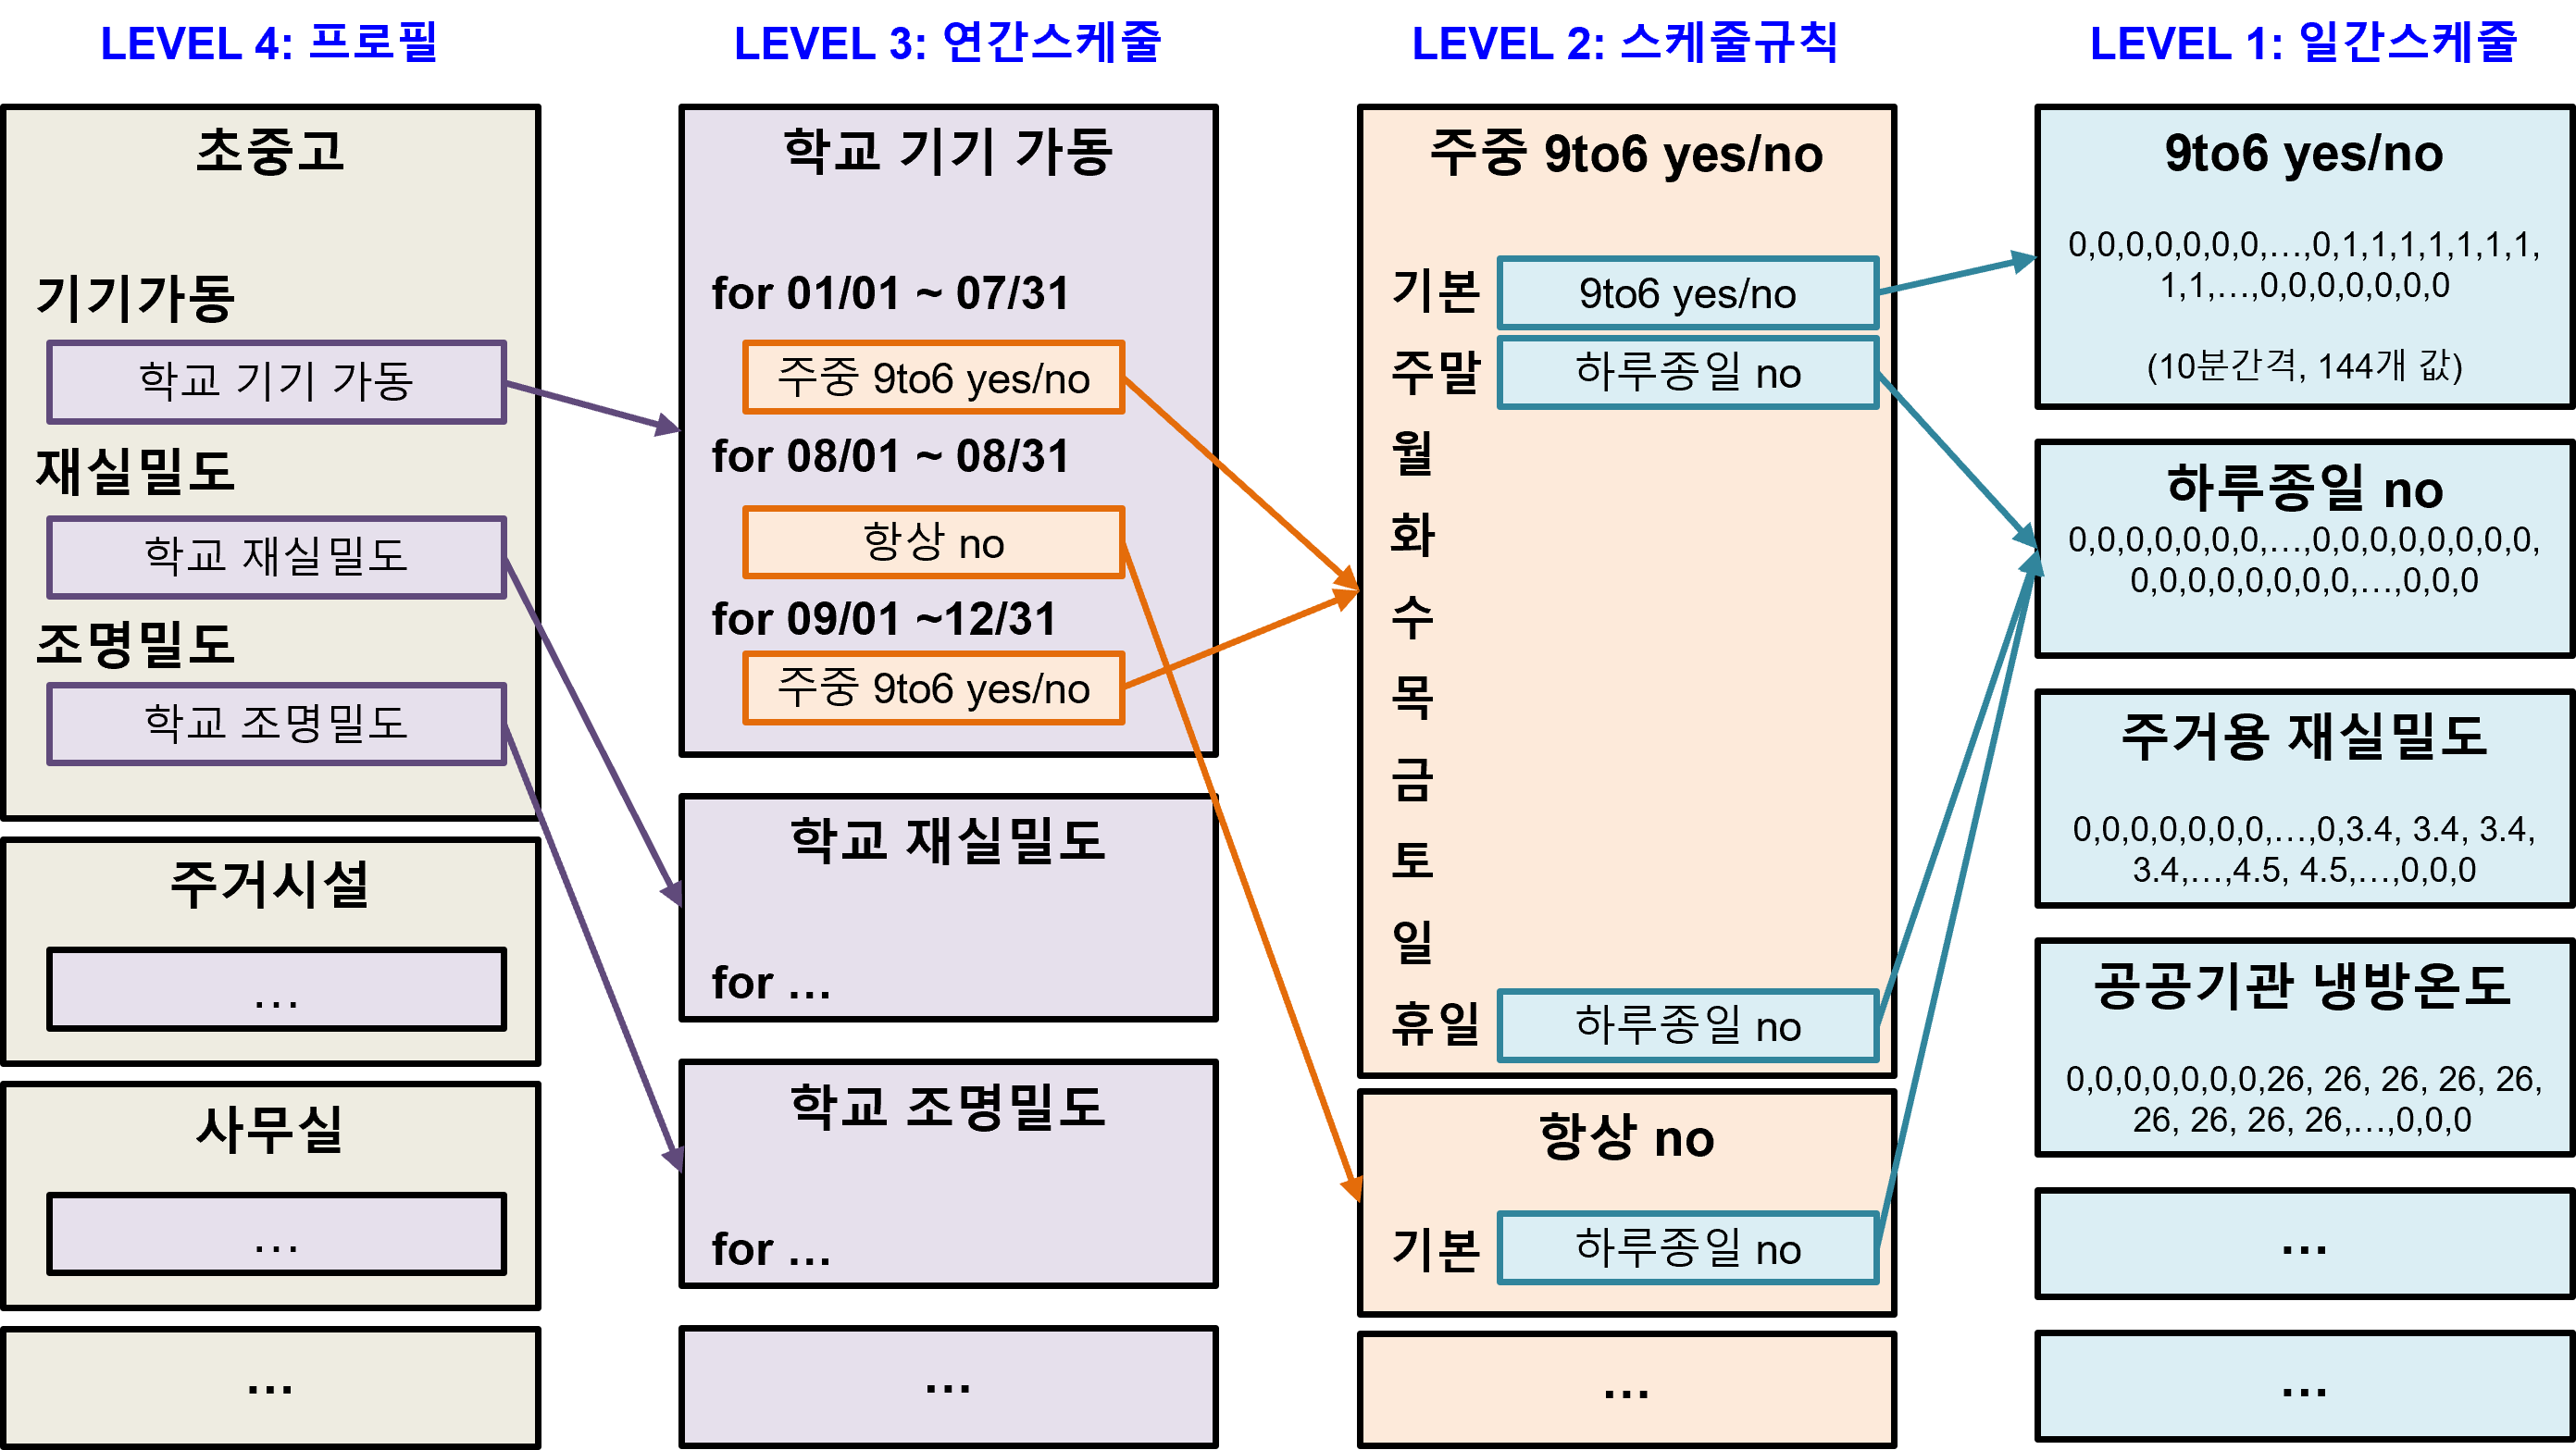 LEVEL 4: 프로필
초중고
기기가동
학교 기기 가동
재실밀도
학교 재실밀도
조명밀도
학교 조명밀도
주거시설
…
사무실
…
…
LEVEL 3: 연간스케줄
학교 기기 가동
for 01/01 ~ 07/31
주중 9to6 yes/no
for 08/01 ~ 08/31
항상 no
for 09/01 ~12/31
주중 9to6 yes/no
학교 재실밀도
for …
학교 조명밀도
for …
…
LEVEL 2: 스케줄규칙
주중 9to6 yes/no
기본 9to6 yes/no
주말 하루종일 no
월
화
수
목
금
토
일
휴일 하루종일 no
항상 no
기본 하루종일 no
…
LEVEL 1: 일간스케줄
9to6 yes/no
0,0,0,0,0,0,0,…,0,1,1,1,1,1,1,1,
1,1,…,0,0,0,0,0,0,0
(10분간격, 144개 값)
하루종일 no
0,0,0,0,0,0,0,…,0,0,0,0,0,0,0,0,
0,0,0,0,0,0,0,0,…,0,0,0
주거용 재실밀도
0,0,0,0,0,0,0,…,0,3.4, 3.4, 3.4,
3.4,…,4.5, 4.5,…,0,0,0
공공기관 냉방온도
0,0,0,0,0,0,0,26, 26, 26, 26, 26,
26, 26, 26, 26,…,0,0,0
…
…